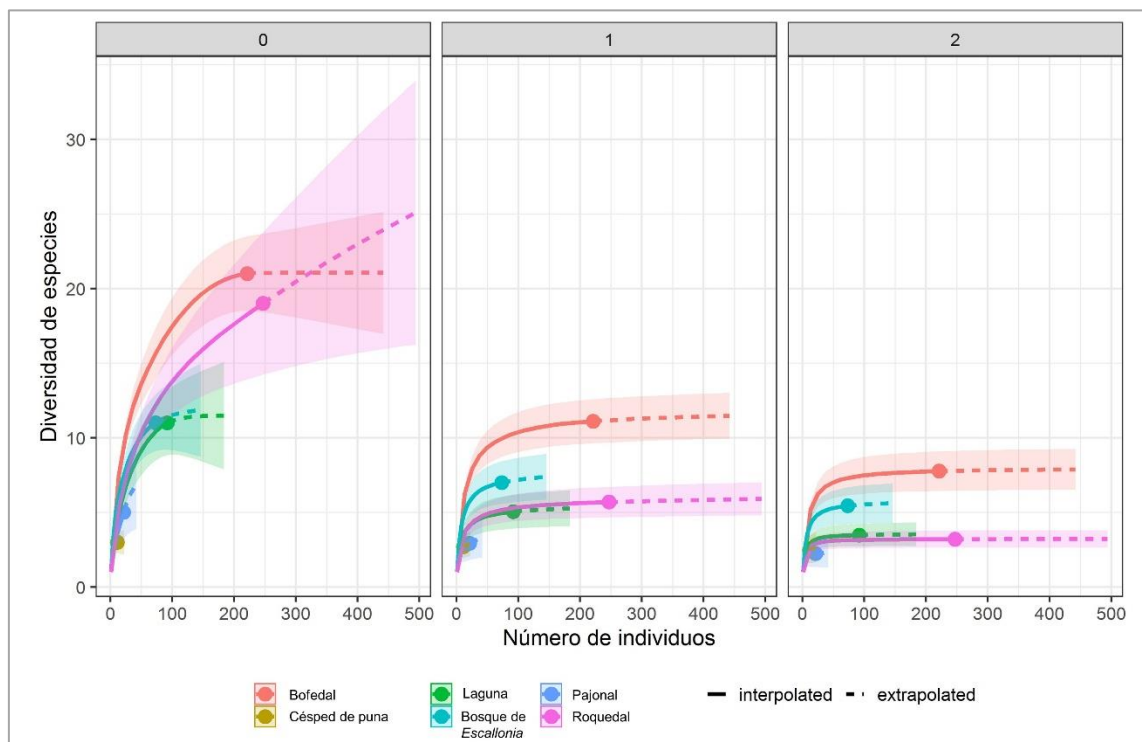 0
1
2
Diversidad de especies
30
20
10
0
0 100 200 300 400 500
0 100 200 300 400 500
0 100 200 300 400 500
Número de individuos
Bofedal
Laguna
Pajonal
interpolated
extrapolated
Césped de puna
Bosque de
Escallonia
Roquedal